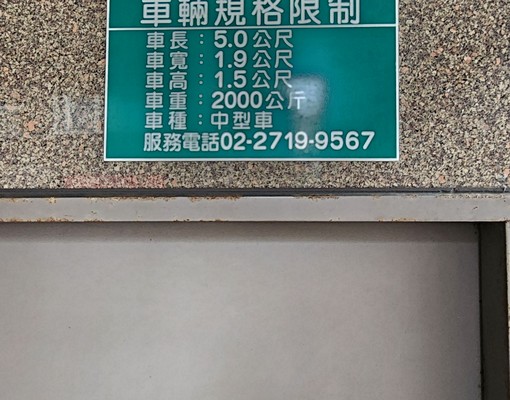 車輛規格限制
車長：5.0公尺
車寬：1.9公尺
車高：1.5公尺
車重：2000公斤
車種：中型車
服務電話02-2719-9567